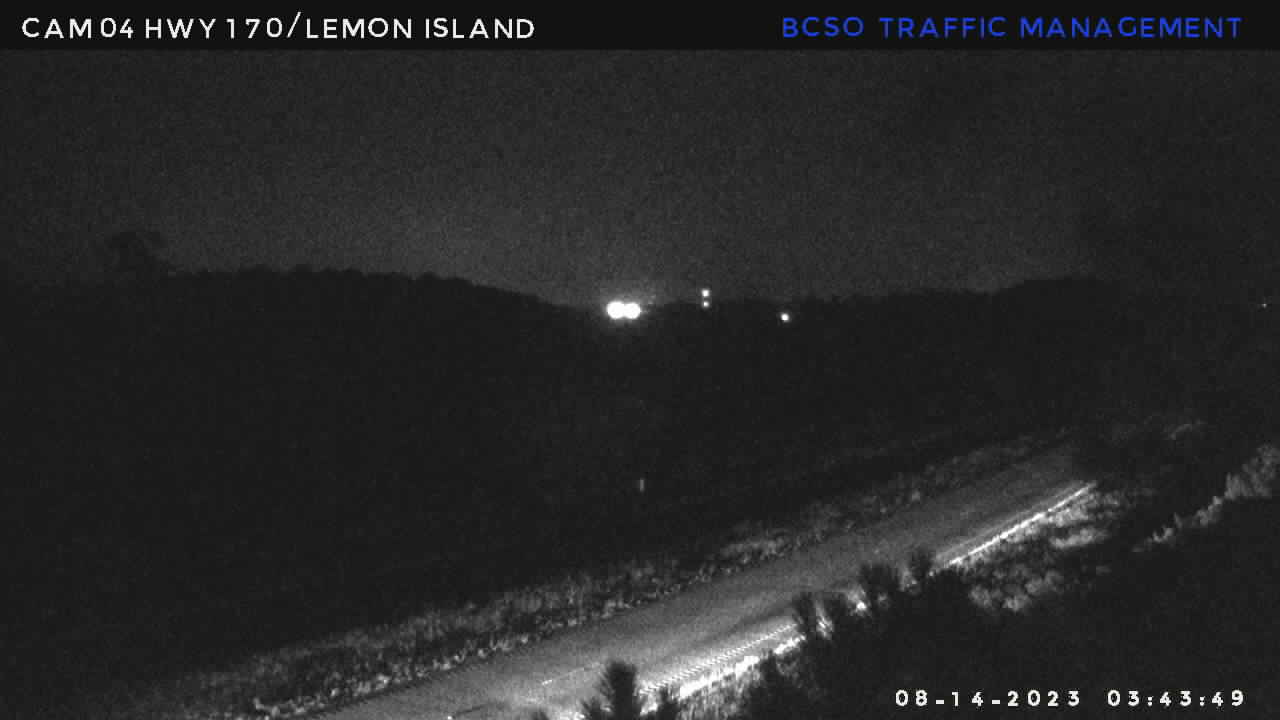 CAM 04 HWY 170/LEMON ISLAND
BCSO TRAFFIC MANAGEMENT
08-14-2023 03:43:49